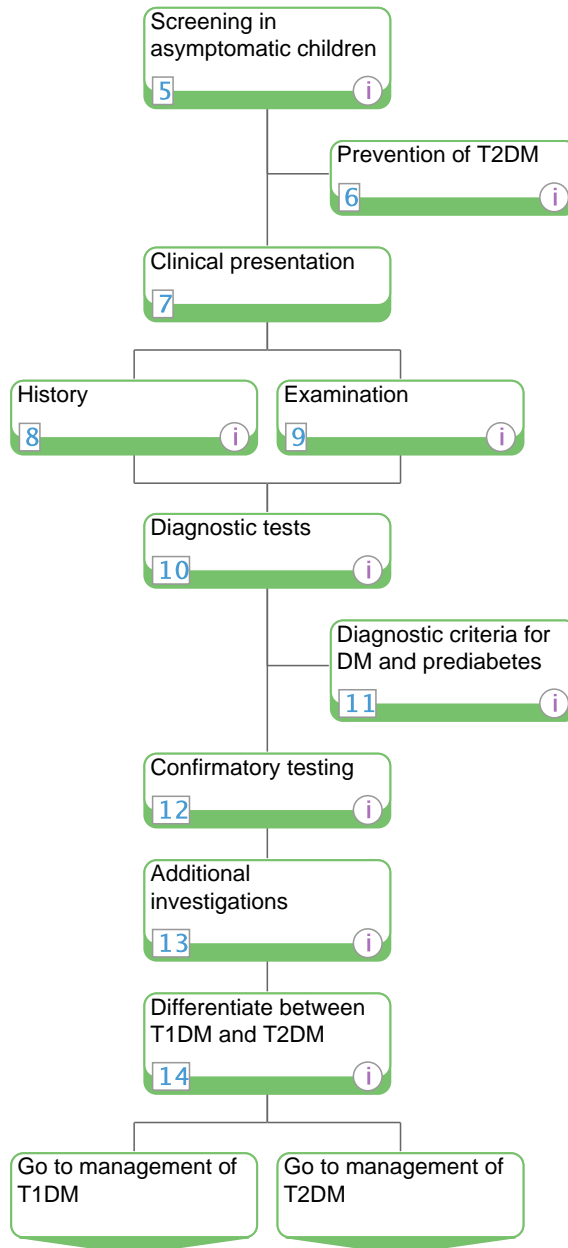 Screening in
asymptomatic children
5
i
Prevention of T2DM
6
i
Clinical presentation
7
History
8
i
Examination
9
i
Diagnostic tests
10
i
Diagnostic criteria for
DM and prediabetes
11
i
Confirmatory testing
12
i
Additional
investigations
13
i
Differentiate between
T1DM and T2DM
14
i
Go to management of
T1DM
Go to management of
T2DM